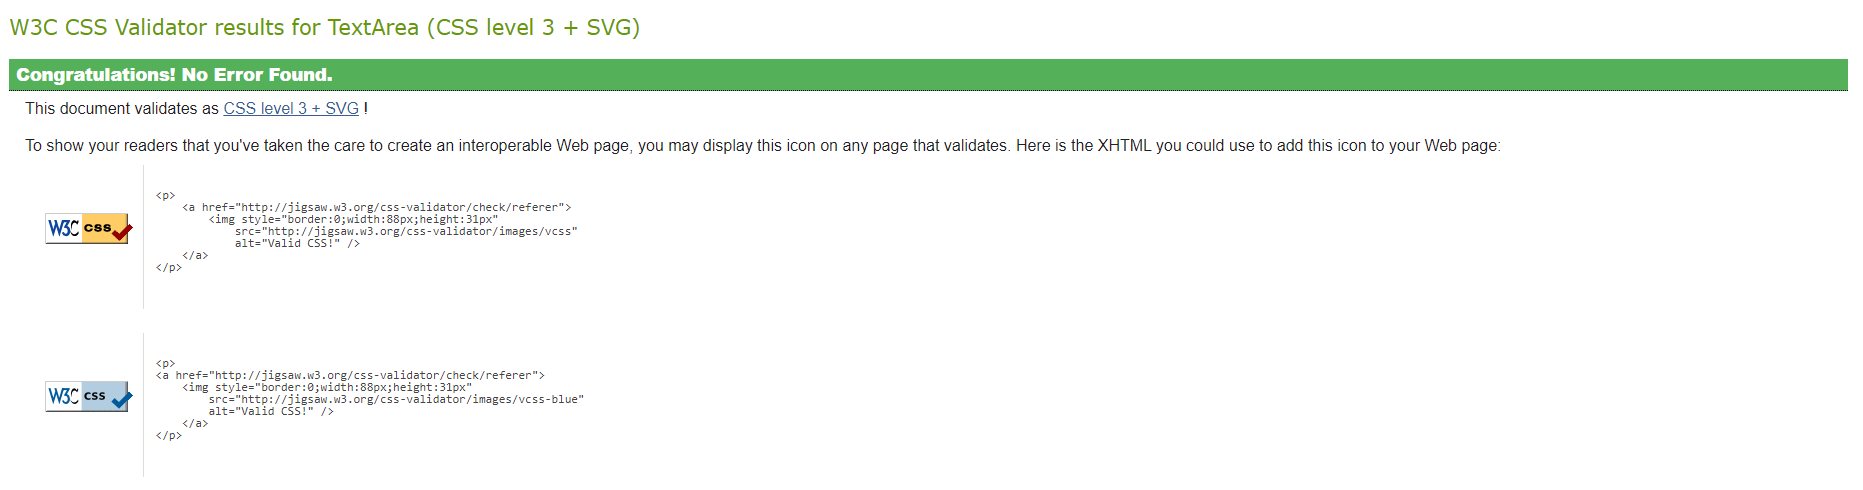 W3C CSS Validator results for TextArea (CSS level 3 + SVG)
Congratulations! No Error Found.
This document validates as CSS level 3 + SVG !
To show your readers that you've taken the care to create an interoperable Web page, you may display this icon on any page that validates. Here is the XHTML you could use to add this icon to your Web page:
W3C css
<p>
    <a href="http://jigsaw.w3.org/css-validator/check/referer">
        <img style="border:0;width:88px;height:31px"
            src="http://jigsaw.w3.org/css-validator/images/vcss"
            alt="Valid CSS!" />
    </a>
</p>
W3C css
<p>
<a href="http://jigsaw.w3.org/css-validator/check/referer">
    <img style="border:0;width:88px;height:31px"
        src="http://jigsaw.w3.org/css-validator/images/vcss-blue"
        alt="Valid CSS!" />
    </a>
</p>